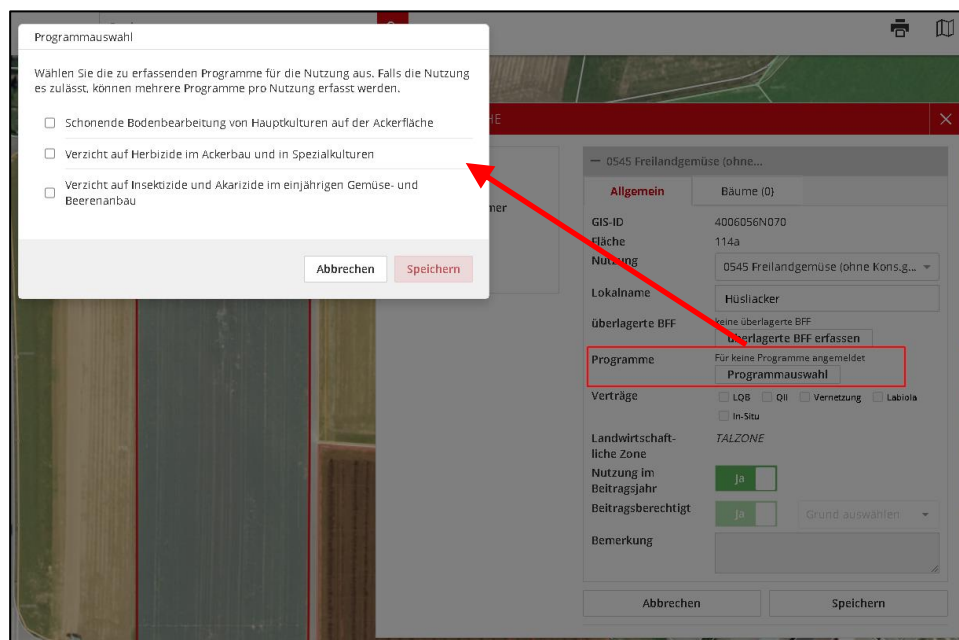 Programmauswahl
Wählen Sie die zu erfassenden Programme für die Nutzung aus. Falls die Nutzung
es zulässt, können mehrere Programme pro Nutzung erfasst werden.
Schonende Bodenbearbeitung von Hauptkulturen auf der Ackerfläche
Verzicht auf Herbizide im Ackerbau und in Spezialkulturen
Verzicht auf Insektizide und Akarizide im einjährigen Gemüse- und
Beerenanbau
Abbrechen Speichern
HE
mer
0545 Freilandgemüse (ohne...
Allgemein Bäume (0)
GIS-ID 4006056N070
Fläche 114a
Nutzung 0545 Freilandgemüse (ohne Kons.g...
Lokalname Hüsliacker
überlagerte BFF keine überlagerte BFF
überlagerte BFF erfassen
Programme Für keine Programme angemeldet
Programmauswahl
Verträge LQB QII Vernetzung Labiola
In-Situ
Landwirtschaft- TALZONE
liche Zone
Nutzung im Ja
Beitragsjahr
Beitragsberechtigt Ja Grund auswählen
Bemerkung
Abbrechen Speichern